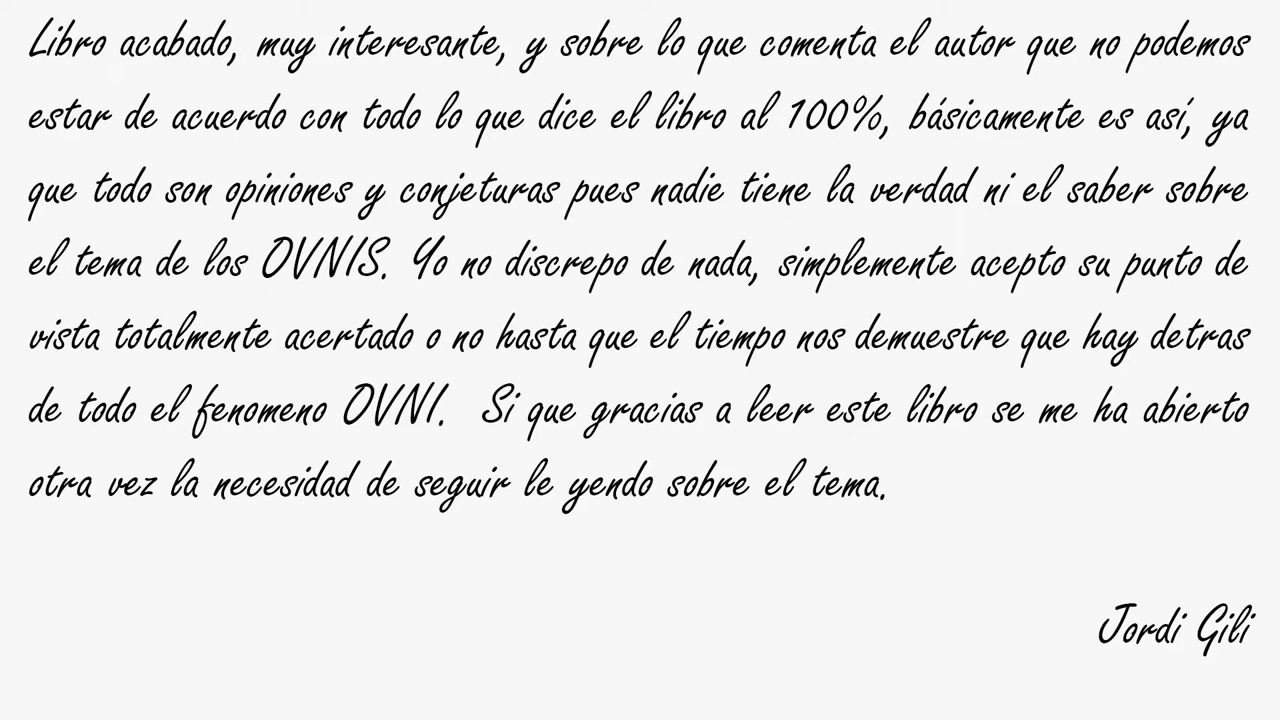 Libro acabado, muy interesante, y sobre lo que comenta el autor que no podemos
estar de acuerdo con todo lo que dice el libro al 100%, básicamente es así, ya
que todo son opiniones y conjeturas pues nadie tiene la verdad ni el saber sobre
el tema de los OVNIS. Yo no discrepo de nada, simplemente acepto su punto de
vista totalmente acertado o no hasta que el tiempo nos demuestre que hay detras
de todo el fenomeno OVNI.  Si que gracias a leer este libro se me ha abierto
otra vez la necesidad de seguir le yendo sobre el tema.
Jordi Gili